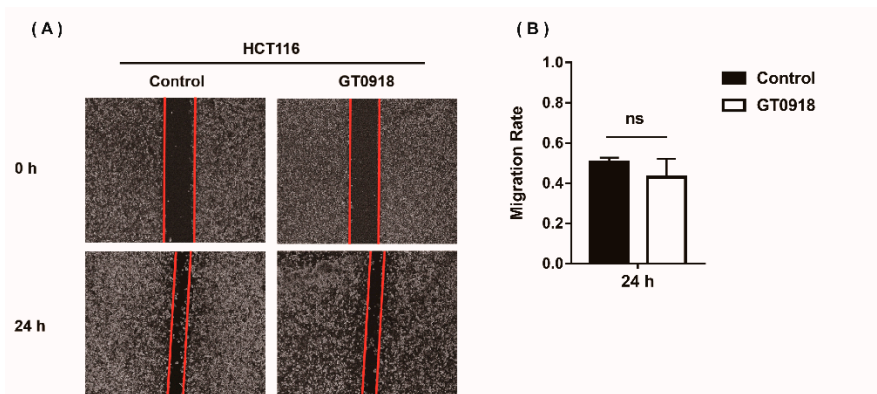 ( A )
HCT116
Control
GT0918
0 h
24 h
( B )
Migration Rate
1.0
0.8
0.6
0.4
0.2
0.0
ns
24 h
Control
GT0918